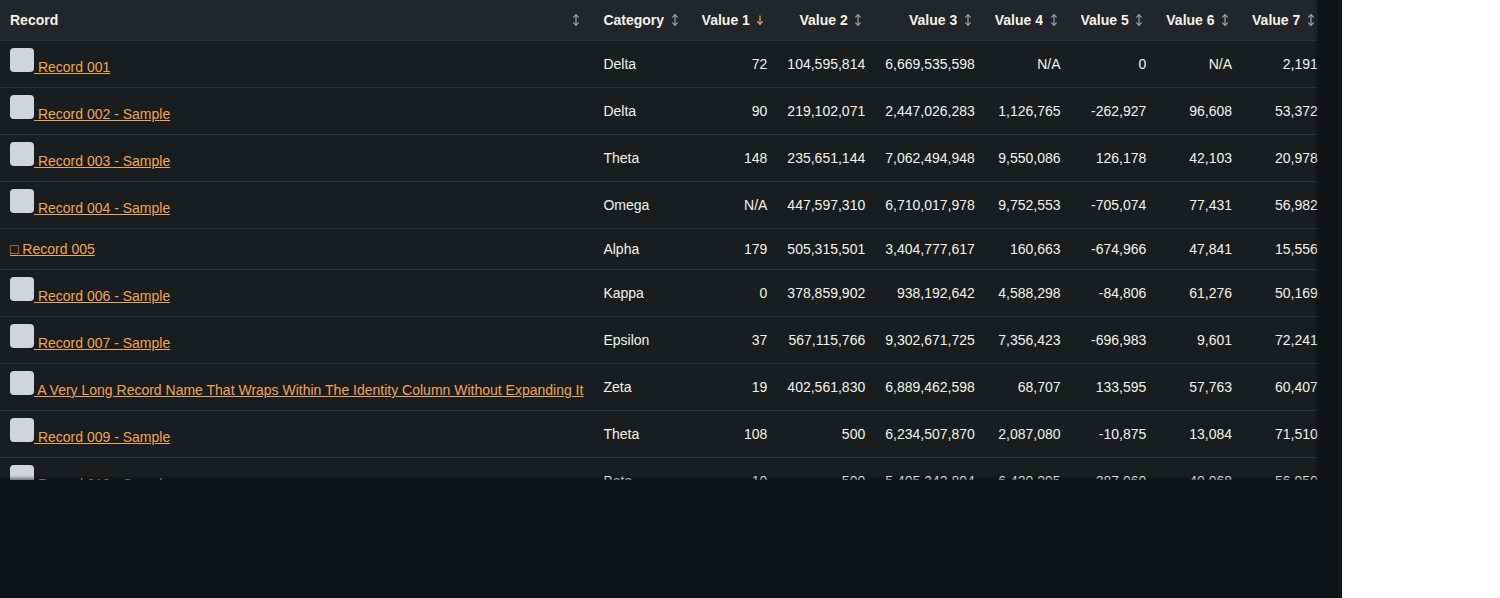 Record Category Value 1 Value 2 Value 3 Value 4 Value 5 Value 6 Value 7
Record 001 Delta 72 104,595,814 6,669,535,598 N/A 0 N/A 2,191
Record 002 - Sample Delta 90 219,102,071 2,447,026,283 1,126,765 -262,927 96,608 53,372
Record 003 - Sample Theta 148 235,651,144 7,062,494,948 9,550,086 126,178 42,103 20,978
Record 004 - Sample Omega N/A 447,597,310 6,710,017,978 9,752,553 -705,074 77,431 56,982
Record 005 Alpha 179 505,315,501 3,404,777,617 160,663 -674,966 47,841 15,556
Record 006 - Sample Kappa 0 378,859,902 938,192,642 4,588,298 -84,806 61,276 50,169
Record 007 - Sample Epsilon 37 567,115,766 9,302,671,725 7,356,423 -696,983 9,601 72,241
A Very Long Record Name That Wraps Within The Identity Column Without Expanding It Zeta 19 402,561,830 6,889,462,598 68,707 133,595 57,763 60,407
Record 009 - Sample Theta 108 500 6,234,507,870 2,087,080 -10,875 13,084 71,510